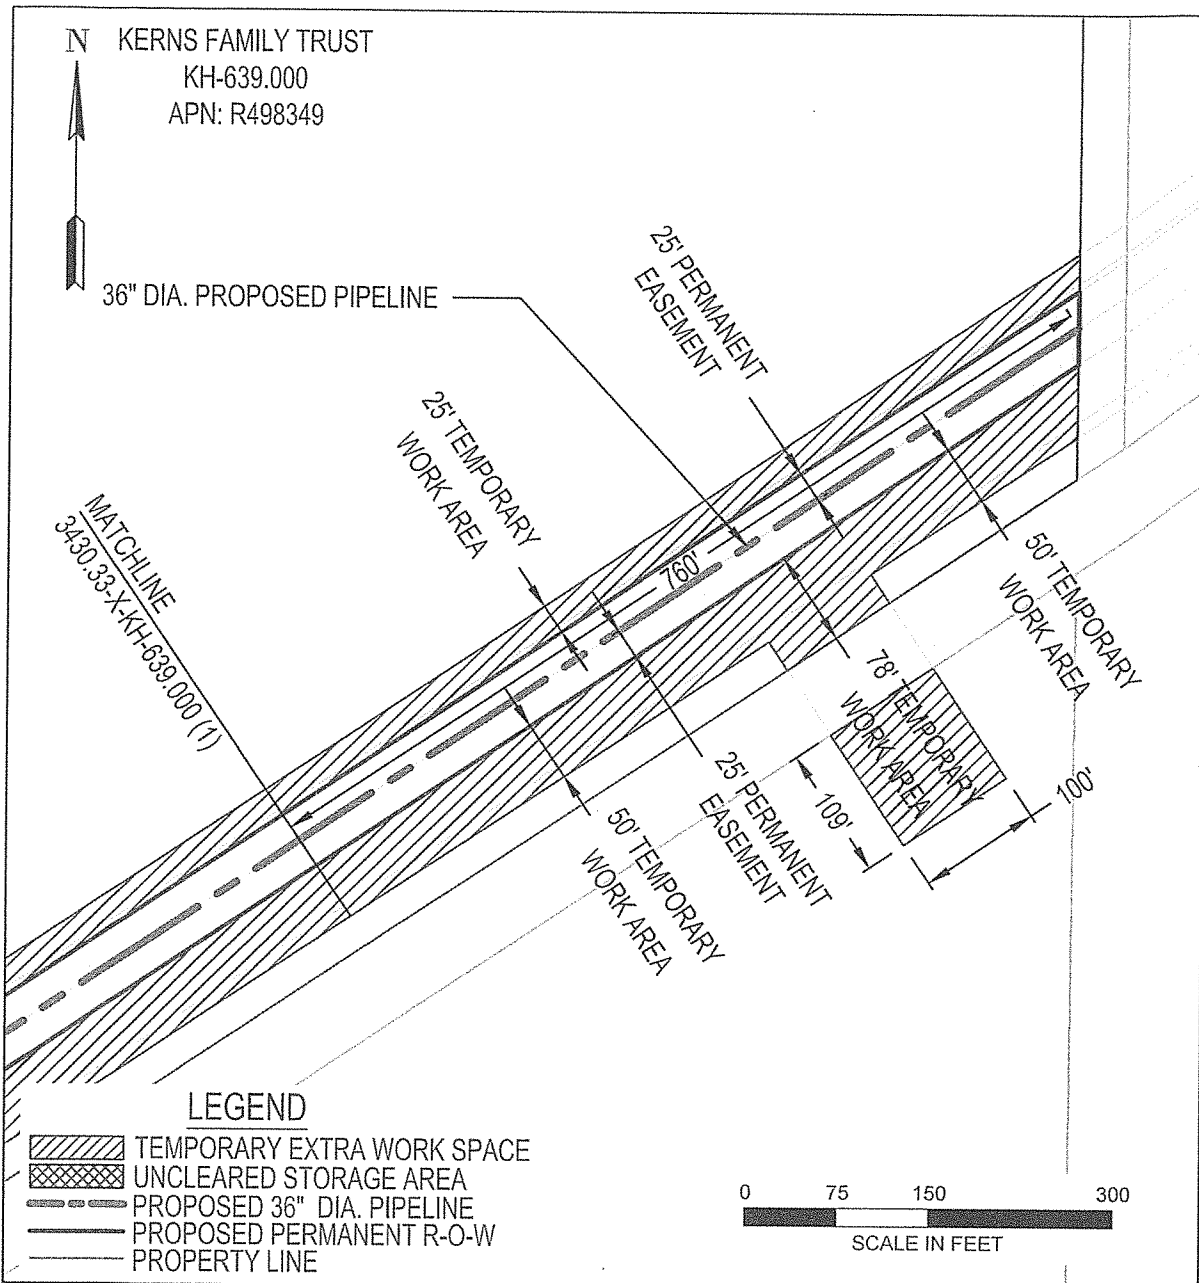 N
KERNS FAMILY TRUST
KH-639.000
APN: R498349
36" DIA. PROPOSED PIPELINE
25' PERMANENT
EASEMENT
25' TEMPORARY
WORK AREA
MATCHLINE
3430.33-X-KH-639.000 (1)
760'
50' TEMPORARY
WORK AREA
78' TEMPORARY
WORK AREA
25' PERMANENT
EASEMENT
50' TEMPORARY
WORK AREA
109'
100'
LEGEND
TEMPORARY EXTRA WORK SPACE
UNCLEARED STORAGE AREA
PROPOSED 36" DIA. PIPELINE
PROPOSED PERMANENT R-O-W
PROPERTY LINE
0 75 150 300
SCALE IN FEET